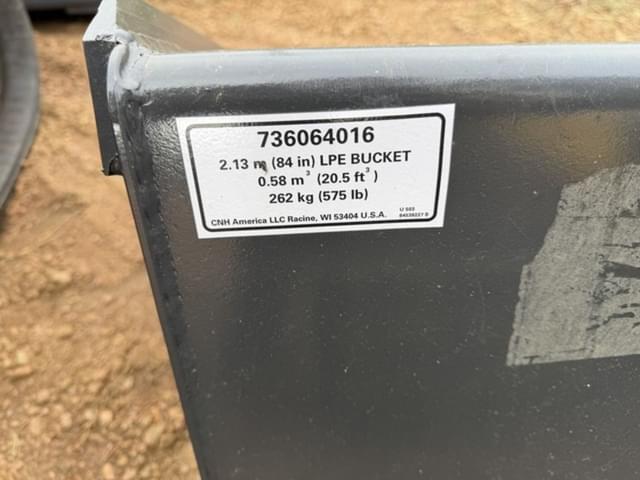 736064016
2.13 m (84 in) LPE BUCKET
0.58 m³ (20.5 ft³)
262 kg (575 lb)
CNH America LLC Racine, WI 53404 U.S.A.